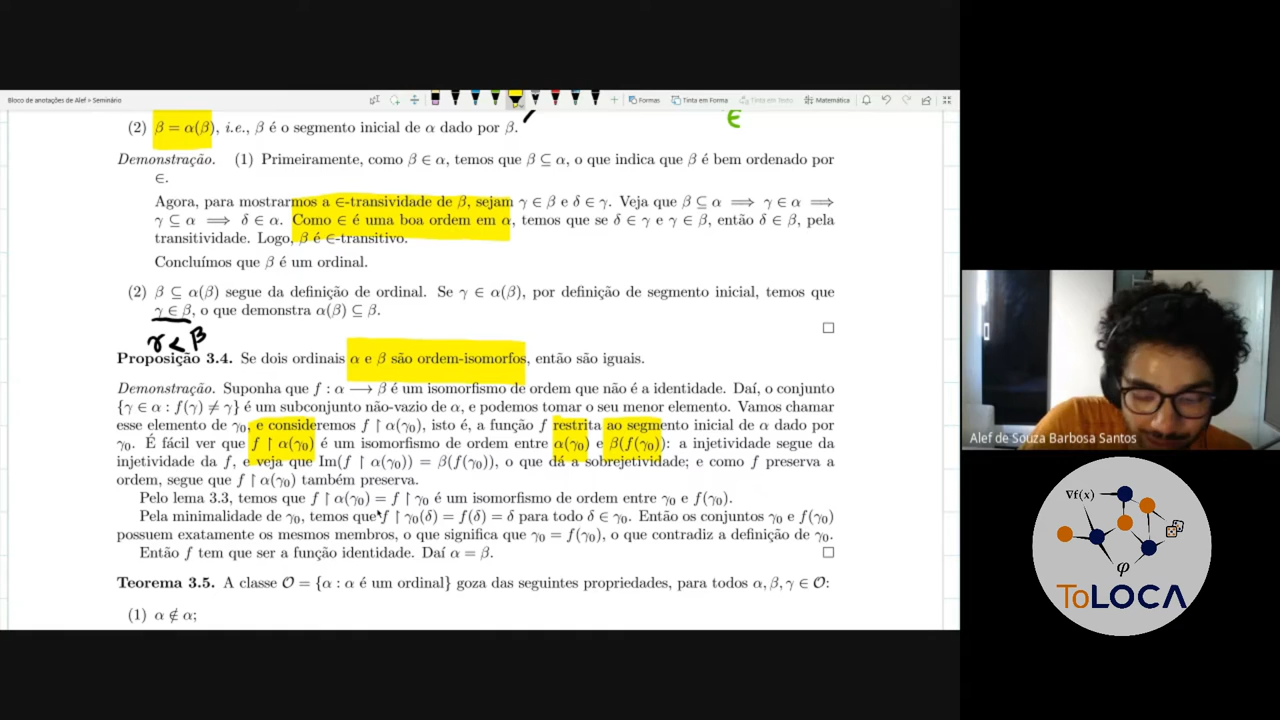 Bloco de anotações de Alef » Seminário
Formas
Tinta em Forma
Tinta em Texto
Matemática
∈
(2) β = α(β), i.e., β é o segmento inicial de α dado por β.
Demonstração. (1) Primeiramente, como β ∈ α, temos que β ⊆ α, o que indica que β é bem ordenado por
∈.
Agora, para mostrarmos a ∈-transividade de β, sejam γ ∈ β e δ ∈ γ. Veja que β ⊆ α ⟹ γ ∈ α ⟹
γ ⊆ α ⟹ δ ∈ α. Como ∈ é uma boa ordem em α, temos que se δ ∈ γ e γ ∈ β, então δ ∈ β, pela
transitividade. Logo, β é ∈-transitivo.
Concluímos que β é um ordinal.
(2) β ⊆ α(β) segue da definição de ordinal. Se γ ∈ α(β), por definição de segmento inicial, temos que
γ ∈ β, o que demonstra α(β) ⊆ β.
□
γ < β
Proposição 3.4. Se dois ordinais α e β são ordem-isomorfos, então são iguais.
Demonstração. Suponha que f : α ⟶ β é um isomorfismo de ordem que não é a identidade. Daí, o conjunto
{γ ∈ α : f(γ) ≠ γ} é um subconjunto não-vazio de α, e podemos tomar o seu menor elemento. Vamos chamar
esse elemento de γ₀, e consideremos f ↾ α(γ₀), isto é, a função f restrita ao segmento inicial de α dado por
γ₀. É fácil ver que f ↾ α(γ₀) é um isomorfismo de ordem entre α(γ₀) e β(f(γ₀)): a injetividade segue da
injetividade da f, e veja que Im(f ↾ α(γ₀)) = β(f(γ₀)), o que dá a sobrejetividade; e como f preserva a
ordem, segue que f ↾ α(γ₀) também preserva.
Pelo lema 3.3, temos que f ↾ α(γ₀) = f ↾ γ₀ é um isomorfismo de ordem entre γ₀ e f(γ₀).
Pela minimalidade de γ₀, temos que f ↾ γ₀(δ) = f(δ) = δ para todo δ ∈ γ₀. Então os conjuntos γ₀ e f(γ₀)
possuem exatamente os mesmos membros, o que significa que γ₀ = f(γ₀), o que contradiz a definição de γ₀.
Então f tem que ser a função identidade. Daí α = β.
□
Teorema 3.5. A classe 𝒪 = {α : α é um ordinal} goza das seguintes propriedades, para todos α, β, γ ∈ 𝒪:
(1) α ∉ α;
Alef de Souza Barbosa Santos
∇f(x)
φ
ToLOCA